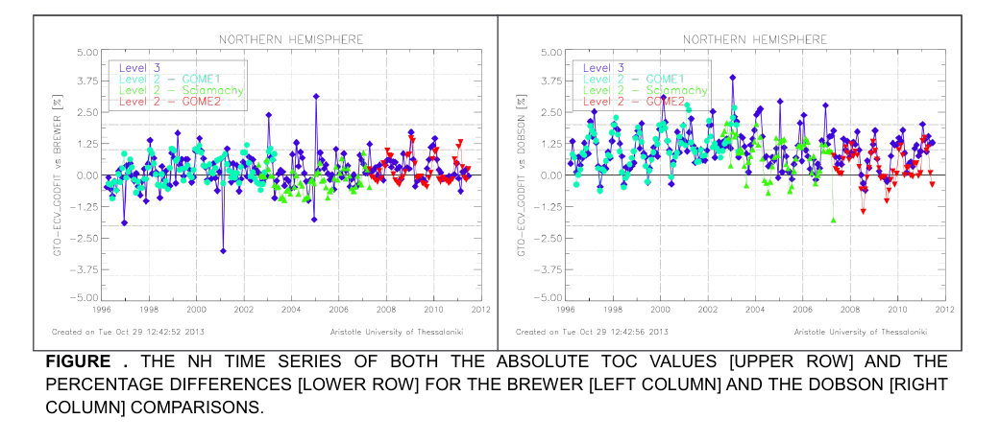 NORTHERN HEMISPHERE
5.00
3.75
2.50
1.25
0.00
−1.25
−2.50
−3.75
−5.00
GTO−ECV_GODFIT vs BREWER [%]
Level 3
Level 2 − GOME1
Level 2 − Sciamachy
Level 2 − GOME2
1996 1998 2000 2002 2004 2006 2008 2010 2012
Created on Tue Oct 29 12:42:52 2013 Aristotle University of Thessaloniki
NORTHERN HEMISPHERE
5.00
3.75
2.50
1.25
0.00
−1.25
−2.50
−3.75
−5.00
GTO−ECV_GODFIT vs DOBSON [%]
Level 3
Level 2 − GOME1
Level 2 − Sciamachy
Level 2 − GOME2
1996 1998 2000 2002 2004 2006 2008 2010 2012
Created on Tue Oct 29 12:42:56 2013 Aristotle University of Thessaloniki
FIGURE . THE NH TIME SERIES OF BOTH THE ABSOLUTE TOC VALUES [UPPER ROW] AND THE
PERCENTAGE DIFFERENCES [LOWER ROW] FOR THE BREWER [LEFT COLUMN] AND THE DOBSON [RIGHT
COLUMN] COMPARISONS.